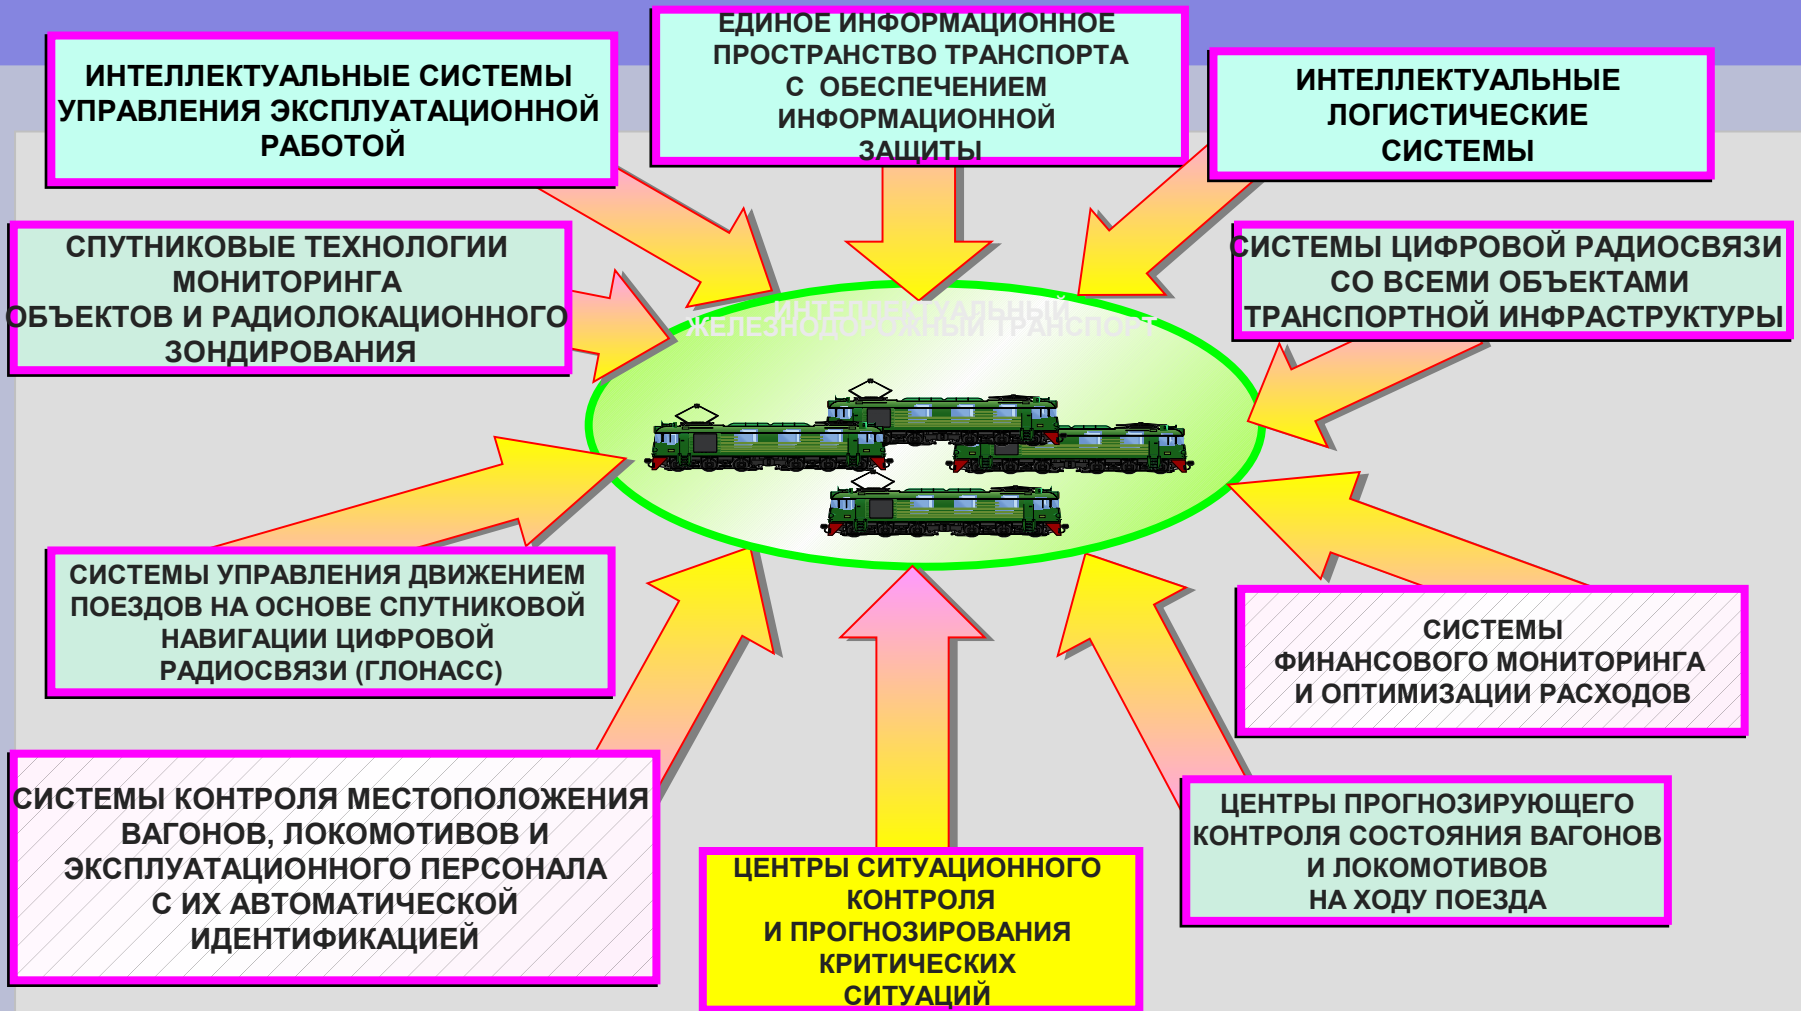 ИНТЕЛЛЕКТУАЛЬНЫЕ СИСТЕМЫ
УПРАВЛЕНИЯ ЭКСПЛУАТАЦИОННОЙ
РАБОТОЙ
ЕДИНОЕ ИНФОРМАЦИОННОЕ
ПРОСТРАНСТВО ТРАНСПОРТА
С ОБЕСПЕЧЕНИЕМ
ИНФОРМАЦИОННОЙ
ЗАЩИТЫ
ИНТЕЛЛЕКТУАЛЬНЫЕ
ЛОГИСТИЧЕСКИЕ
СИСТЕМЫ
СПУТНИКОВЫЕ ТЕХНОЛОГИИ
МОНИТОРИНГА
ОБЪЕКТОВ И РАДИОЛОКАЦИОННОГО
ЗОНДИРОВАНИЯ
СИСТЕМЫ ЦИФРОВОЙ РАДИОСВЯЗИ
СО ВСЕМИ ОБЪЕКТАМИ
ТРАНСПОРТНОЙ ИНФРАСТРУКТУРЫ
ИНТЕЛЛЕКТУАЛЬНЫЙ
ЖЕЛЕЗНОДОРОЖНЫЙ ТРАНСПОРТ
СИСТЕМЫ УПРАВЛЕНИЯ ДВИЖЕНИЕМ
ПОЕЗДОВ НА ОСНОВЕ СПУТНИКОВОЙ
НАВИГАЦИИ ЦИФРОВОЙ
РАДИОСВЯЗИ (ГЛОНАСС)
СИСТЕМЫ
ФИНАНСОВОГО МОНИТОРИНГА
И ОПТИМИЗАЦИИ РАСХОДОВ
СИСТЕМЫ КОНТРОЛЯ МЕСТОПОЛОЖЕНИЯ
ВАГОНОВ, ЛОКОМОТИВОВ И
ЭКСПЛУАТАЦИОННОГО ПЕРСОНАЛА
С ИХ АВТОМАТИЧЕСКОЙ
ИДЕНТИФИКАЦИЕЙ
ЦЕНТРЫ СИТУАЦИОННОГО
КОНТРОЛЯ
И ПРОГНОЗИРОВАНИЯ
КРИТИЧЕСКИХ
СИТУАЦИЙ
ЦЕНТРЫ ПРОГНОЗИРУЮЩЕГО
КОНТРОЛЯ СОСТОЯНИЯ ВАГОНОВ
И ЛОКОМОТИВОВ
НА ХОДУ ПОЕЗДА